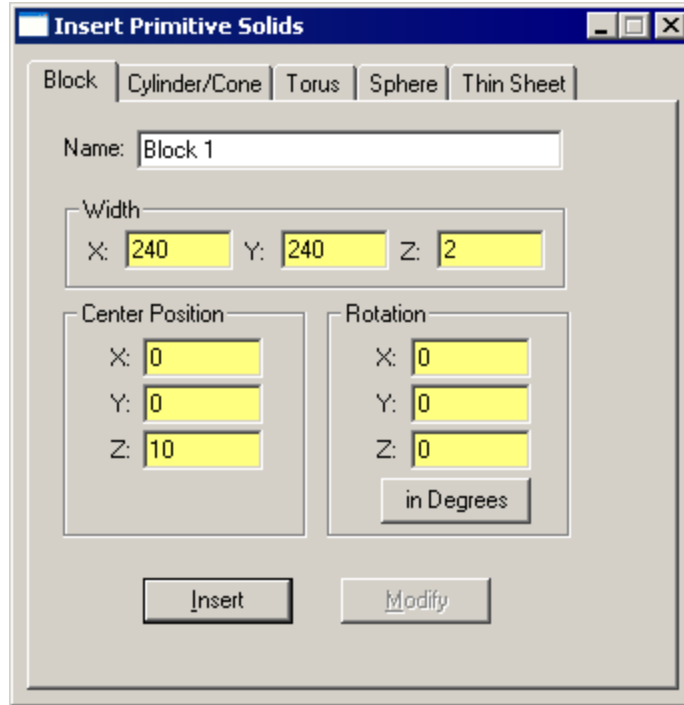 Insert Primitive Solids
Block Cylinder/Cone Torus Sphere Thin Sheet
Name: Block 1
Width
X: 240 Y: 240 Z: 2
Center Position Rotation
X: 0 X: 0
Y: 0 Y: 0
Z: 10 Z: 0
in Degrees
Insert Modify